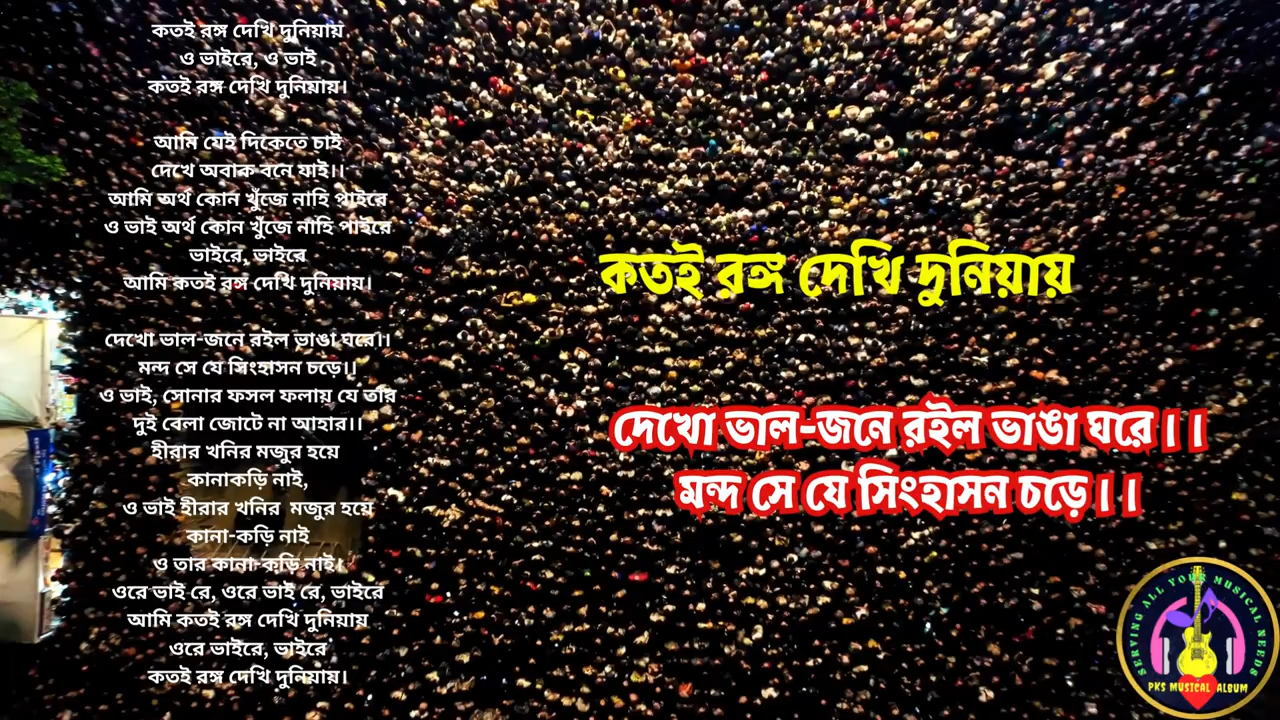 কতই রঙ্গ দেখি দুনিয়ায়
ও ভাইরে, ও ভাই
কতই রঙ্গ দেখি দুনিয়ায়।
আমি যেই দিকেতে চাই
দেখে অবাক বনে যাই।।
আমি অর্থ কোন খুঁজে নাহি পাইরে
ও ভাই অর্থ কোন খুঁজে নাহি পাইরে
ভাইরে, ভাইরে
আমি কতই রঙ্গ দেখি দুনিয়ায়।
দেখো ভাল-জনে রইল ভাঙা ঘরে।।
মন্দ সে যে সিংহাসন চড়ে।।
ও ভাই, সোনার ফসল ফলায় যে তার
দুই বেলা জোটে না আহার।।
হীরার খনির মজুর হয়ে
কানাকড়ি নাই,
ও ভাই হীরার খনির মজুর হয়ে
কানা-কড়ি নাই
ও তার কানা-কড়ি নাই।
ওরে ভাই রে, ওরে ভাই রে, ভাইরে
আমি কতই রঙ্গ দেখি দুনিয়ায়
ওরে ভাইরে, ভাইরে
কতই রঙ্গ দেখি দুনিয়ায়।
কতই রঙ্গ দেখি দুনিয়ায়
দেখো ভাল-জনে রইল ভাঙা ঘরে।।
মন্দ সে যে সিংহাসন চড়ে।।
SERVING ALL YOUR MUSICAL NEEDS
PKS MUSICAL ALBUM